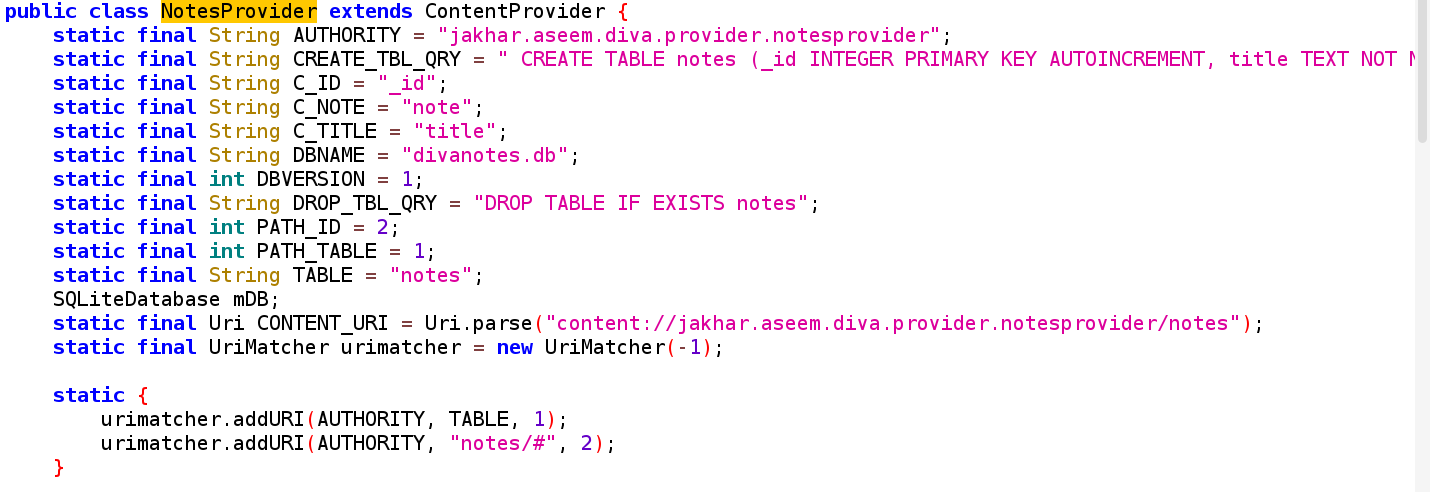 public class NotesProvider extends ContentProvider {
    static final String AUTHORITY = "jakhar.aseem.diva.provider.notesprovider";
    static final String CREATE_TBL_QRY = " CREATE TABLE notes (_id INTEGER PRIMARY KEY AUTOINCREMENT, title TEXT NOT
    static final String C_ID = "_id";
    static final String C_NOTE = "note";
    static final String C_TITLE = "title";
    static final String DBNAME = "divanotes.db";
    static final int DBVERSION = 1;
    static final String DROP_TBL_QRY = "DROP TABLE IF EXISTS notes";
    static final int PATH_ID = 2;
    static final int PATH_TABLE = 1;
    static final String TABLE = "notes";
    SQLiteDatabase mDB;
    static final Uri CONTENT_URI = Uri.parse("content://jakhar.aseem.diva.provider.notesprovider/notes");
    static final UriMatcher urimatcher = new UriMatcher(-1);

    static {
        urimatcher.addURI(AUTHORITY, TABLE, 1);
        urimatcher.addURI(AUTHORITY, "notes/#", 2);
    }